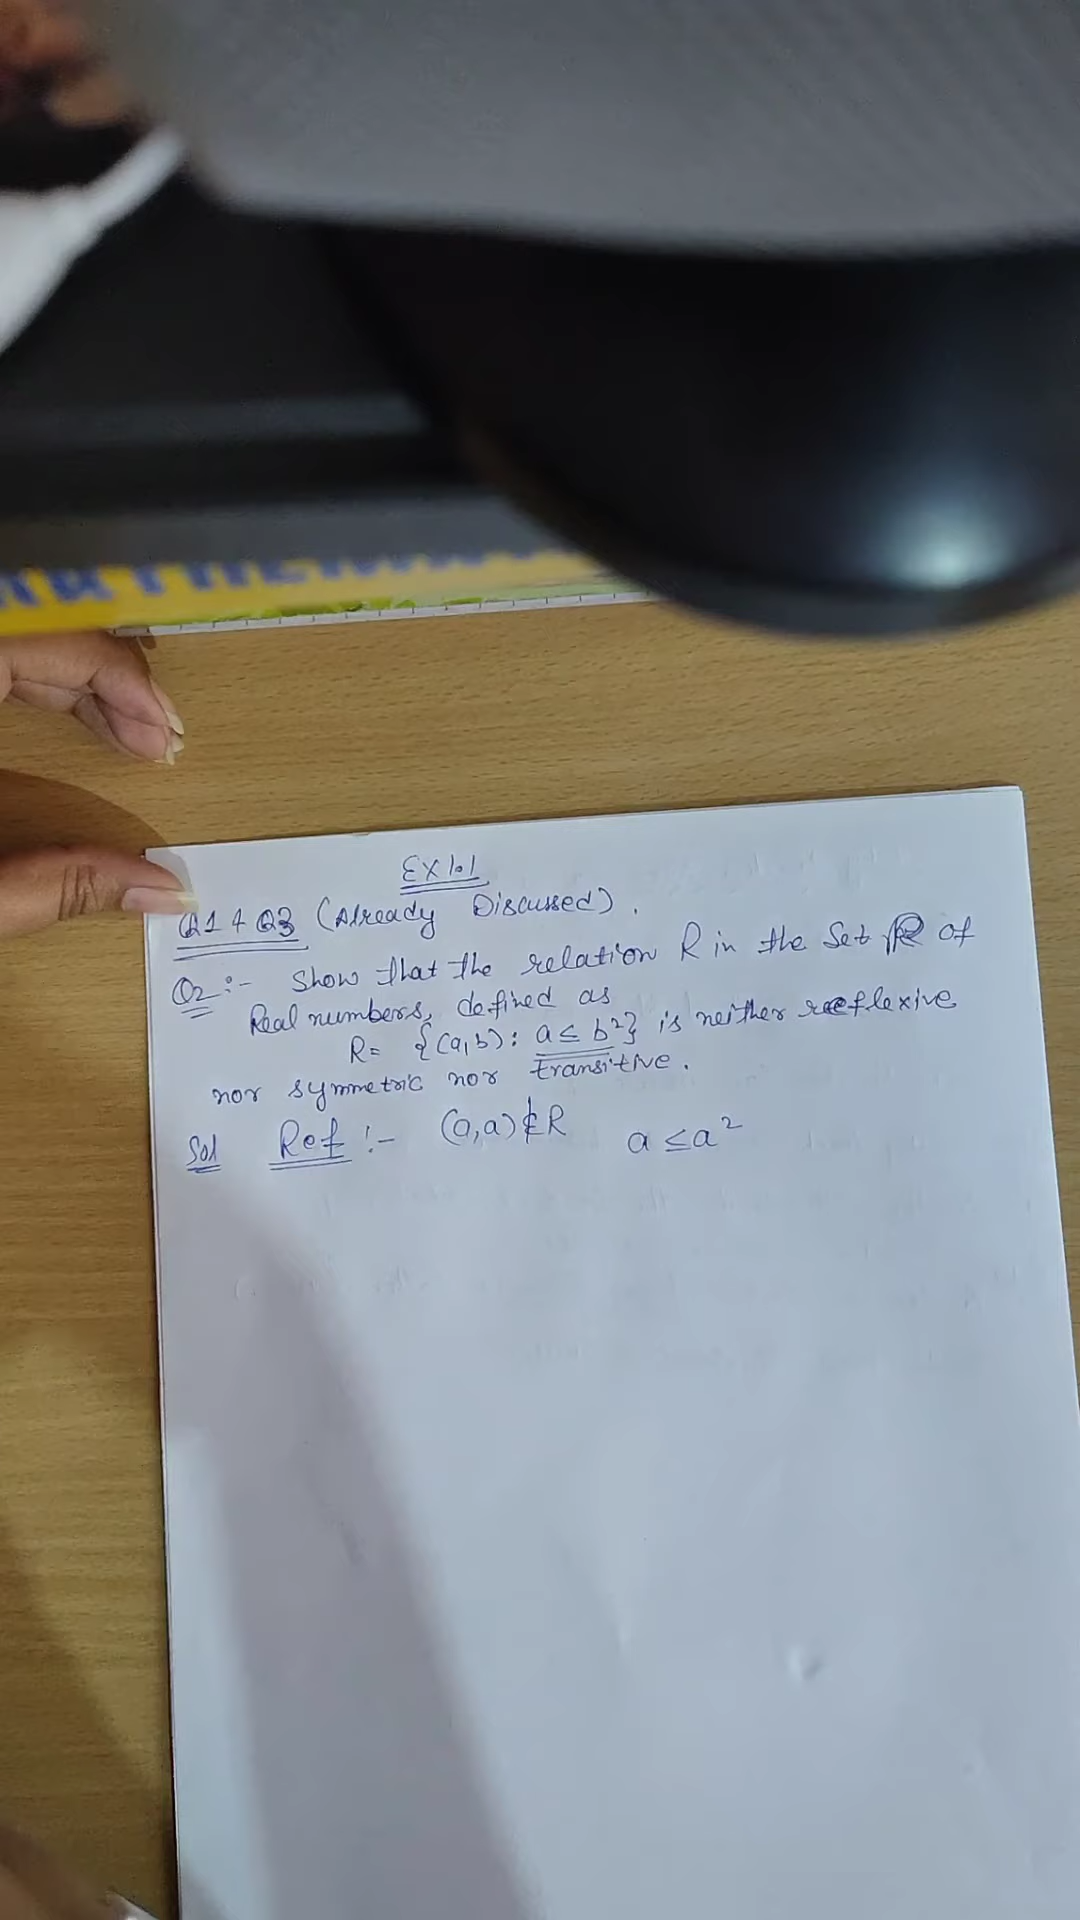 Ex 1.1
Q1 & Q3 (Already Discussed).
Q2 :- Show that the relation R in the Set R of
Real numbers, defined as
R = {(a,b): a ≤ b²} is neither reflexive
nor symmetric nor transitive.
Sol Ref :- (a,a) ∉ R a ≤ a²